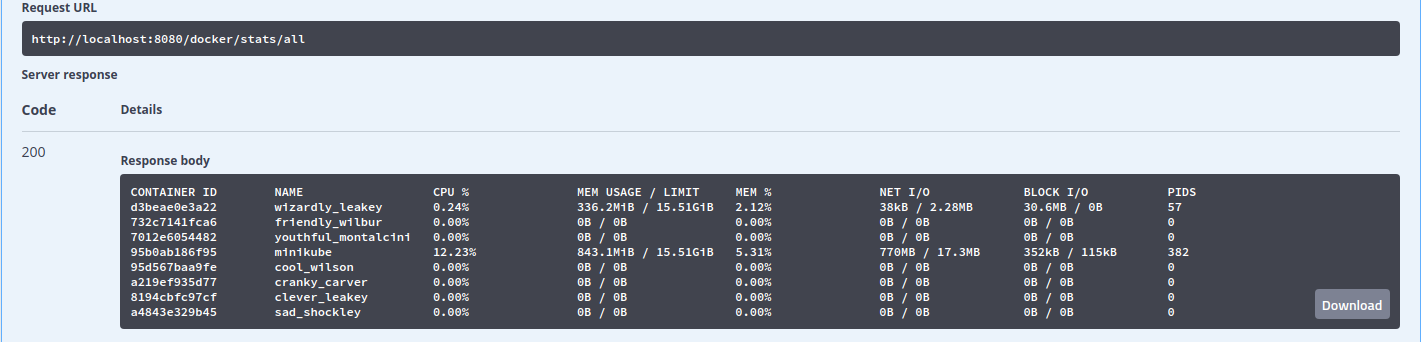 Request URL
http://localhost:8080/docker/stats/all
Server response
Code Details
200
Response body
CONTAINER ID NAME CPU % MEM USAGE / LIMIT MEM % NET I/O BLOCK I/O PIDS
d3beae0e3a22 wizardly_leakey 0.24% 336.2MiB / 15.51GiB 2.12% 38kB / 2.28MB 30.6MB / 0B 57
732c7141fca6 friendly_wilbur 0.00% 0B / 0B 0.00% 0B / 0B 0B / 0B 0
7012e6054482 youthful_montalcini 0.00% 0B / 0B 0.00% 0B / 0B 0B / 0B 0
95b0ab186f95 minikube 12.23% 843.1MiB / 15.51GiB 5.31% 770MB / 17.3MB 352kB / 115kB 382
95d567baa9fe cool_wilson 0.00% 0B / 0B 0.00% 0B / 0B 0B / 0B 0
a219ef935d77 cranky_carver 0.00% 0B / 0B 0.00% 0B / 0B 0B / 0B 0
8194cbfc97cf clever_leakey 0.00% 0B / 0B 0.00% 0B / 0B 0B / 0B 0
a4843e329b45 sad_shockley 0.00% 0B / 0B 0.00% 0B / 0B 0B / 0B 0
Download